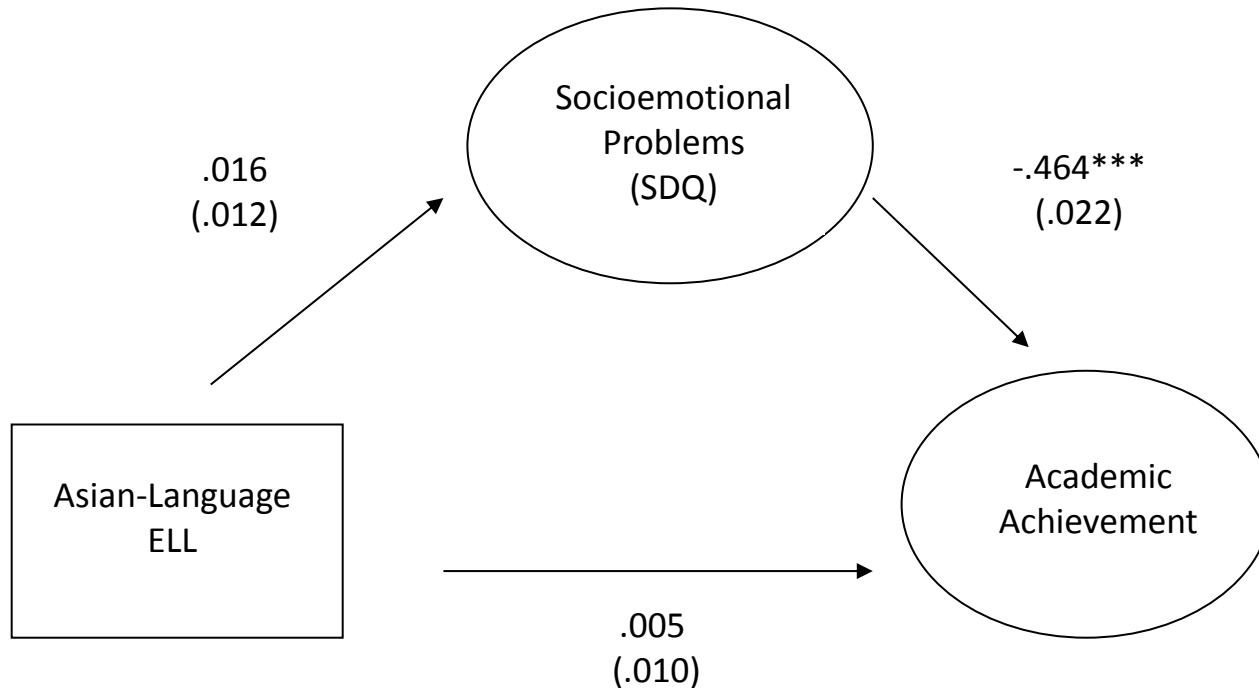 Socioemotional
Problems
(SDQ)
.016
(.012)
-.464***
(.022)
Asian-Language
ELL
Academic
Achievement
.005
(.010)